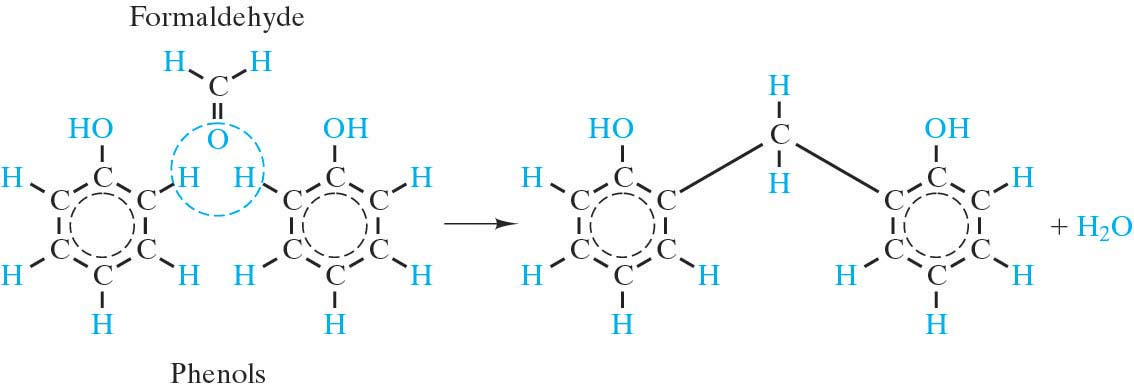 Formaldehyde
H H H
C
HO O OH HO C OH
H C H H C H H C H C H
C C C C C C C C
C C C C C C C C
H C H H C H H C H H C H
+ H₂O
H H H H
Phenols